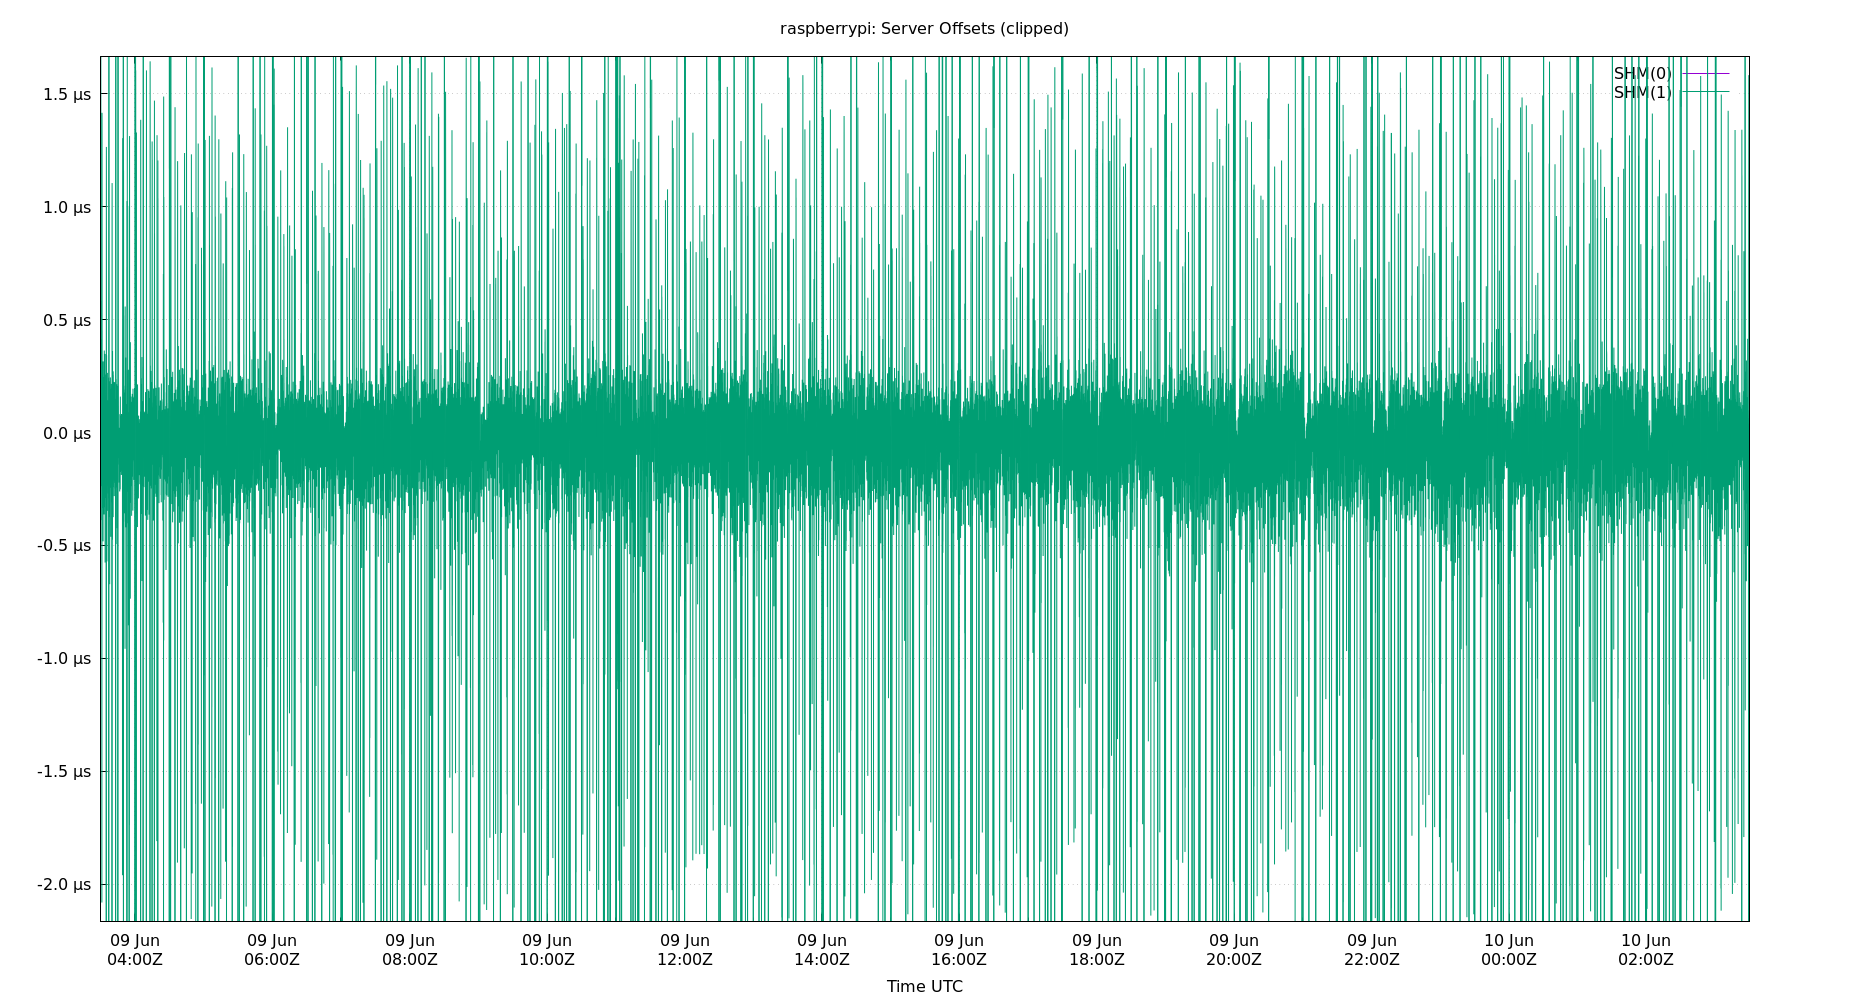 raspberrypi: Server Offsets (clipped)
SHM(0)
SHM(1)
1.5 µs
1.0 µs
0.5 µs
0.0 µs
-0.5 µs
-1.0 µs
-1.5 µs
-2.0 µs
09 Jun 09 Jun 09 Jun 09 Jun 09 Jun 09 Jun 09 Jun 09 Jun 09 Jun 09 Jun 10 Jun 10 Jun
04:00Z 06:00Z 08:00Z 10:00Z 12:00Z 14:00Z 16:00Z 18:00Z 20:00Z 22:00Z 00:00Z 02:00Z
Time UTC